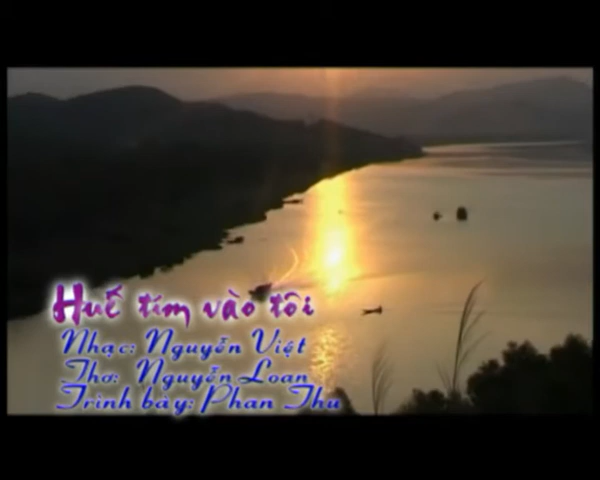 Huế tím vào tôi
Nhạc: Nguyễn Việt
Thơ: Nguyễn Loan
Trình bày: Phan Thu